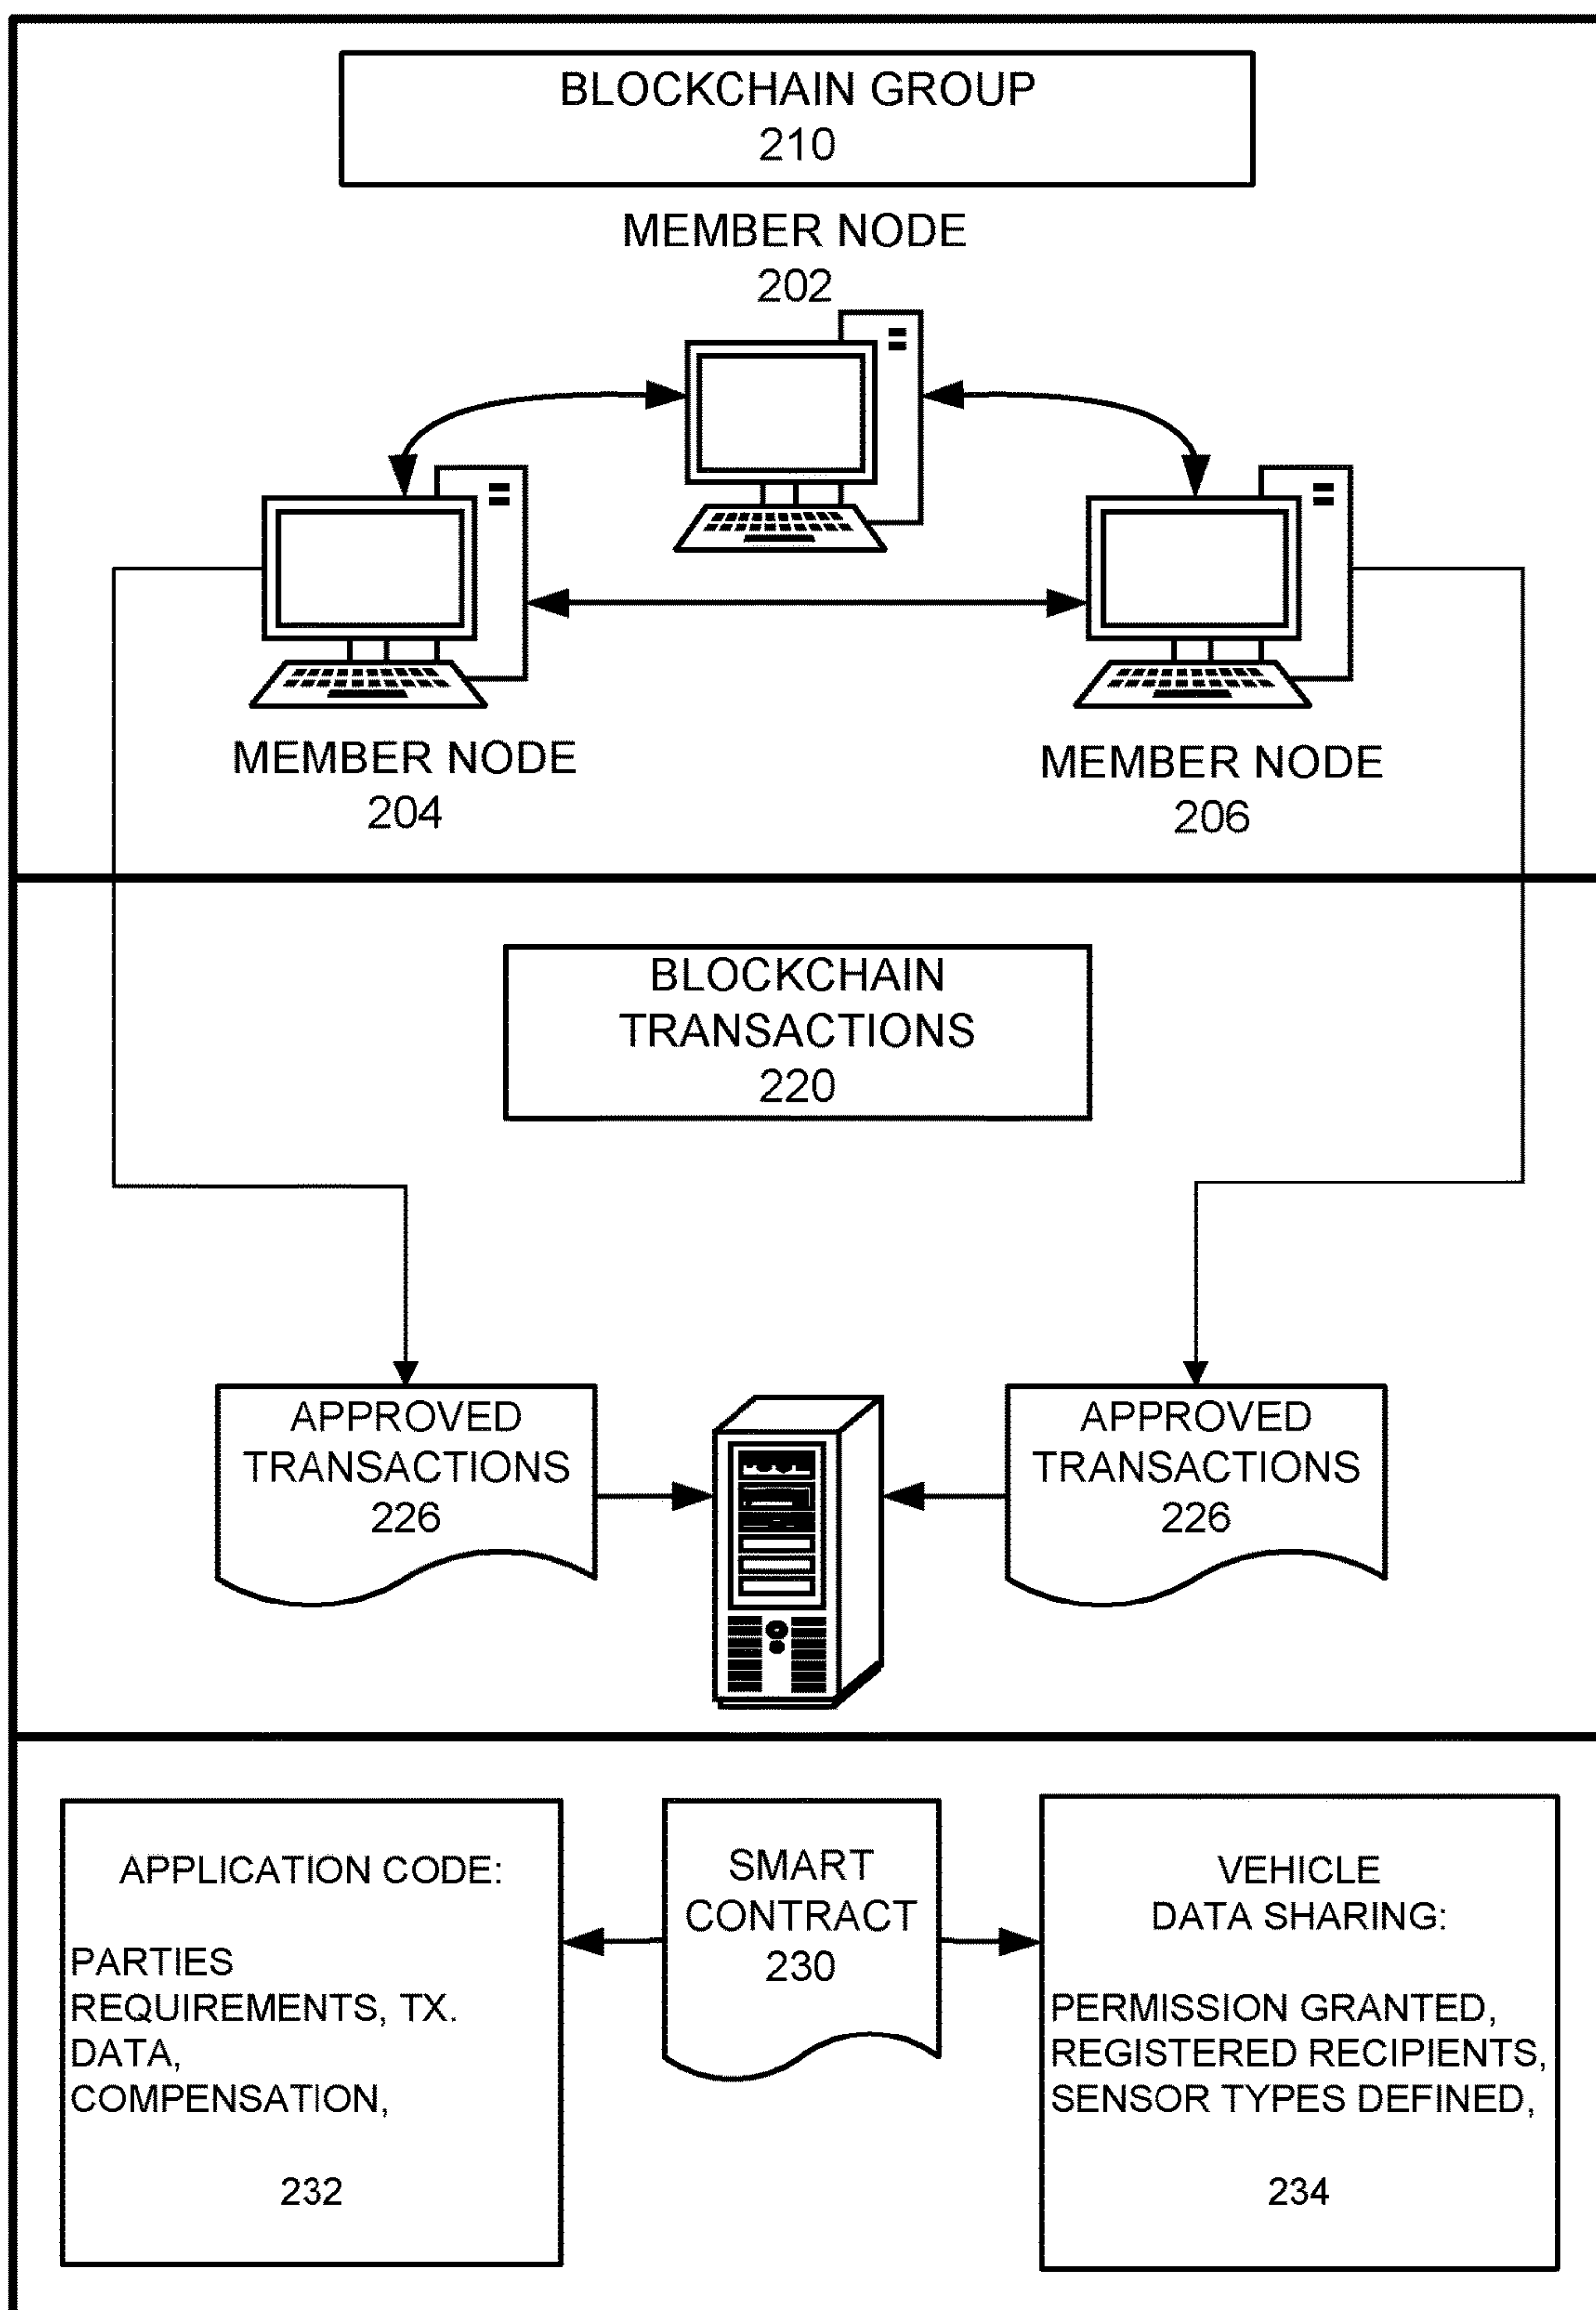 BLOCKCHAIN GROUP
210
MEMBER NODE
202
MEMBER NODE
204
MEMBER NODE
206
BLOCKCHAIN
TRANSACTIONS
220
APPROVED
TRANSACTIONS
226
APPROVED
TRANSACTIONS
226
APPLICATION CODE:
PARTIES
REQUIREMENTS, TX.
DATA,
COMPENSATION,
232
SMART
CONTRACT
230
VEHICLE
DATA SHARING:
PERMISSION GRANTED,
REGISTERED RECIPIENTS,
SENSOR TYPES DEFINED,
234